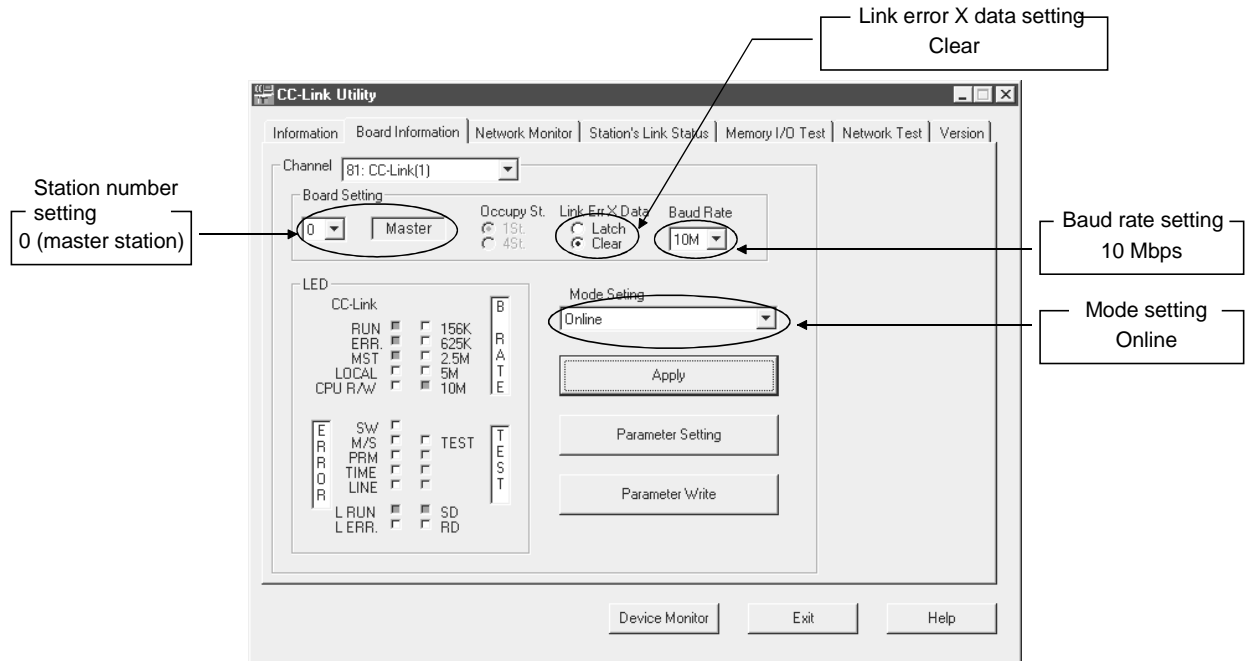 Link error X data setting
Clear
CC-Link Utility
Information Board Information Network Monitor Station's Link Status Memory I/O Test Network Test Version
Channel 81: CC-Link(1)
Station number
setting
0 (master station)
Board Setting
0 Master
Occupy St.
1St.
4St.
Link Err X Data
Latch
Clear
Baud Rate
10M
Baud rate setting
10 Mbps
LED
CC-Link
RUN 156K
ERR. 625K
MST 2.5M
LOCAL 5M
CPU R/W 10M
B RATE
Mode Seting
Online
Mode setting
Online
Apply
ERROR
SW
M/S TEST
PRM
TIME
LINE
TEST
L RUN SD
L ERR. RD
Parameter Setting
Parameter Write
Device Monitor Exit Help